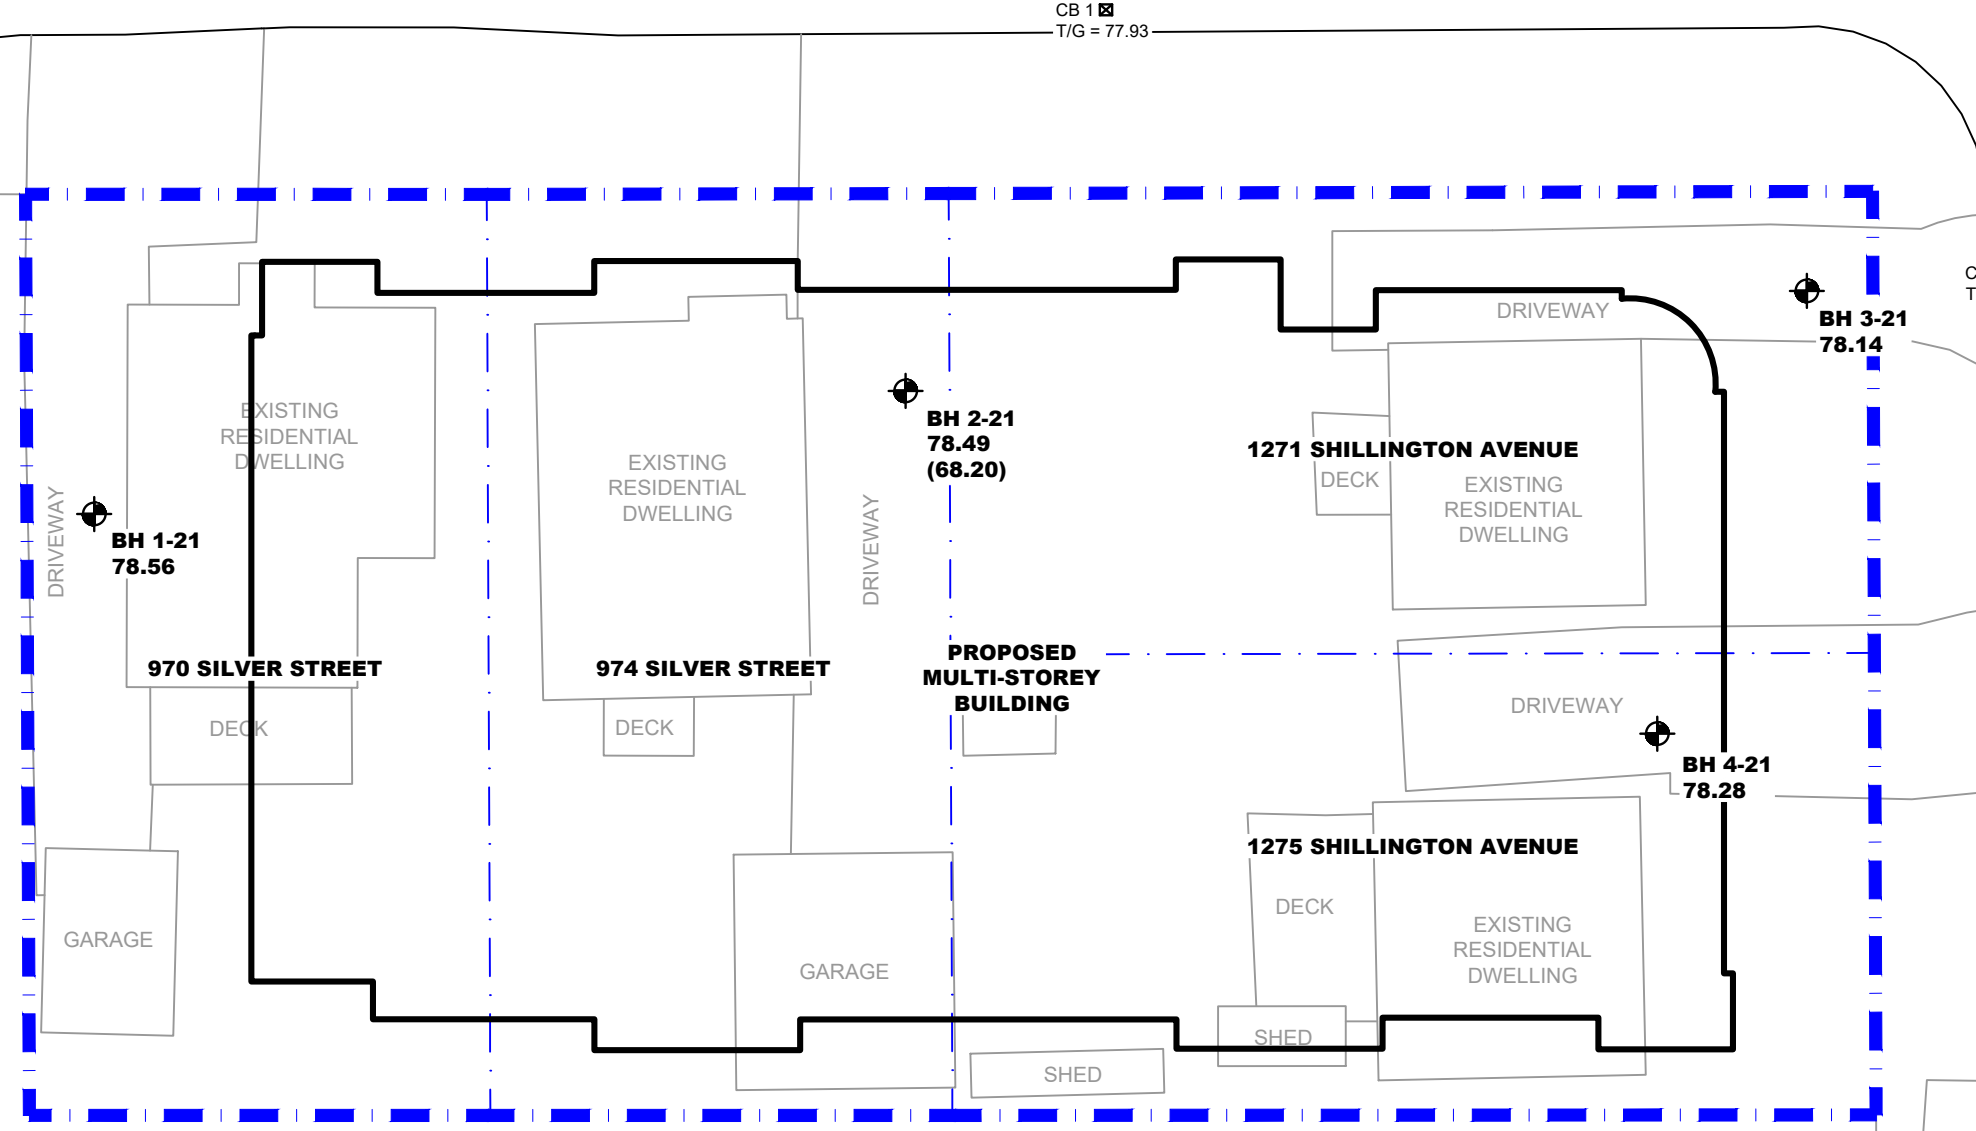 CB 1
T/G = 77.93
C
T
DRIVEWAY
BH 3-21
78.14
EXISTING
RESIDENTIAL
DWELLING
BH 2-21
78.49
(68.20)
1271 SHILLINGTON AVENUE
DECK
EXISTING
RESIDENTIAL
DWELLING
EXISTING
RESIDENTIAL
DWELLING
DRIVEWAY
BH 1-21
78.56
DRIVEWAY
970 SILVER STREET
974 SILVER STREET
PROPOSED
MULTI-STOREY
BUILDING
DRIVEWAY
DECK
DECK
BH 4-21
78.28
1275 SHILLINGTON AVENUE
DECK
EXISTING
RESIDENTIAL
DWELLING
GARAGE
GARAGE
SHED
SHED